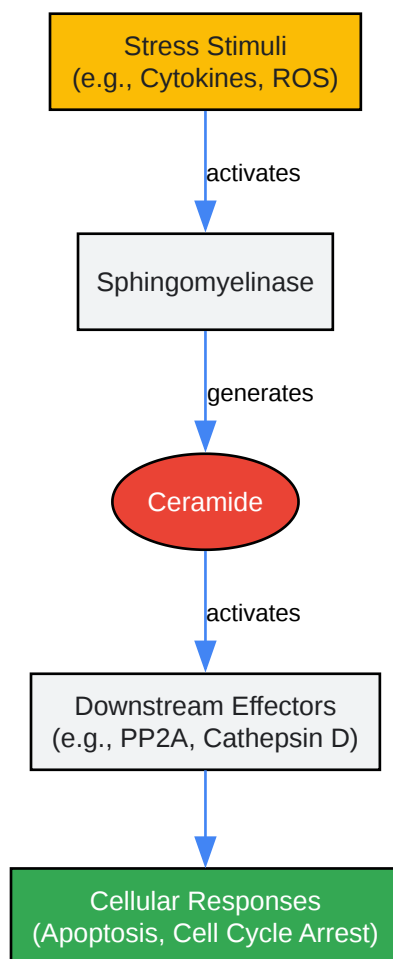 Stress Stimuli
(e.g., Cytokines, ROS)
activates
Sphingomyelinase
generates
Ceramide
activates
Downstream Effectors
(e.g., PP2A, Cathepsin D)
Cellular Responses
(Apoptosis, Cell Cycle Arrest)